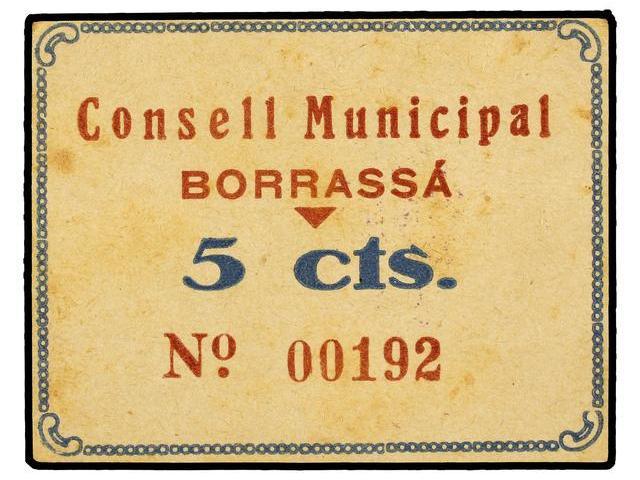 Consell Municipal
BORRASSÁ
5 cts.
Nº 00192